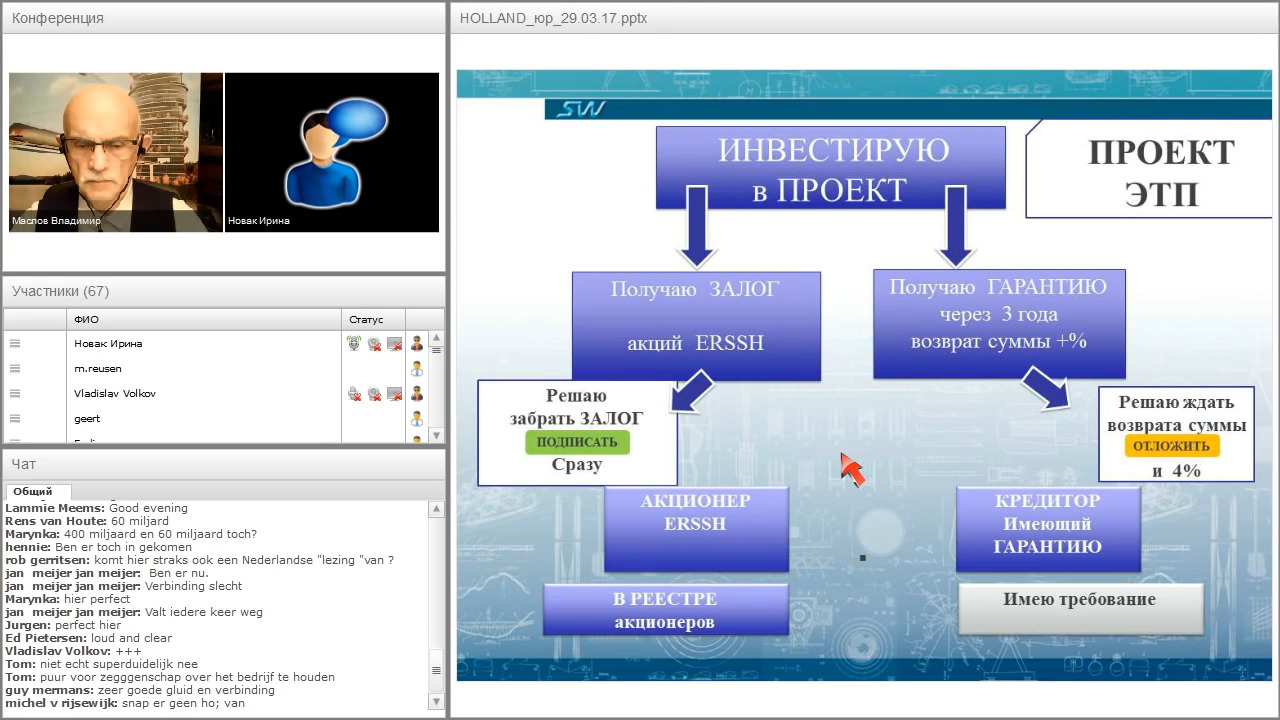 Конференция
Маслов Владимир
Новак Ирина
Участники (67)
ФИО
Статус
Новак Ирина
m.reusen
Vladislav Volkov
geert
Чат
Общий
Lammie Meems: Good evening
Rens van Houte: 60 miljard
Marynka: 400 miljaard en 60 miljaard toch?
hennie: Ben er toch in gekomen
rob gerritsen: komt hier straks ook een Nederlandse "lezing "van ?
jan meijer jan meijer: Ben er nu.
jan meijer jan meijer: Verbinding slecht
Marynka: hier perfect
jan meijer jan meijer: Valt iedere keer weg
Jurgen: perfect hier
Ed Pietersen: loud and clear
Vladislav Volkov: +++
Tom: niet echt superduidelijk nee
Tom: puur voor zegggenschap over het bedrijf te houden
guy mermans: zeer goede gluid en verbinding
michel v rijsewijk: snap er geen ho; van
HOLLAND_юр_29.03.17.pptx
SW
ИНВЕСТИРУЮ
в ПРОЕКТ
ПРОЕКТ
ЭТП
Получаю ЗАЛОГ
акций ERSSH
Получаю ГАРАНТИЮ
через 3 года
возврат суммы +%
Решаю
забрать ЗАЛОГ
ПОДПИСАТЬ
Сразу
Решаю ждать
возврата суммы
ОТЛОЖИТЬ
и 4%
АКЦИОНЕР
ERSSH
КРЕДИТОР
Имеющий
ГАРАНТИЮ
В РЕЕСТРЕ
акционеров
Имею требование